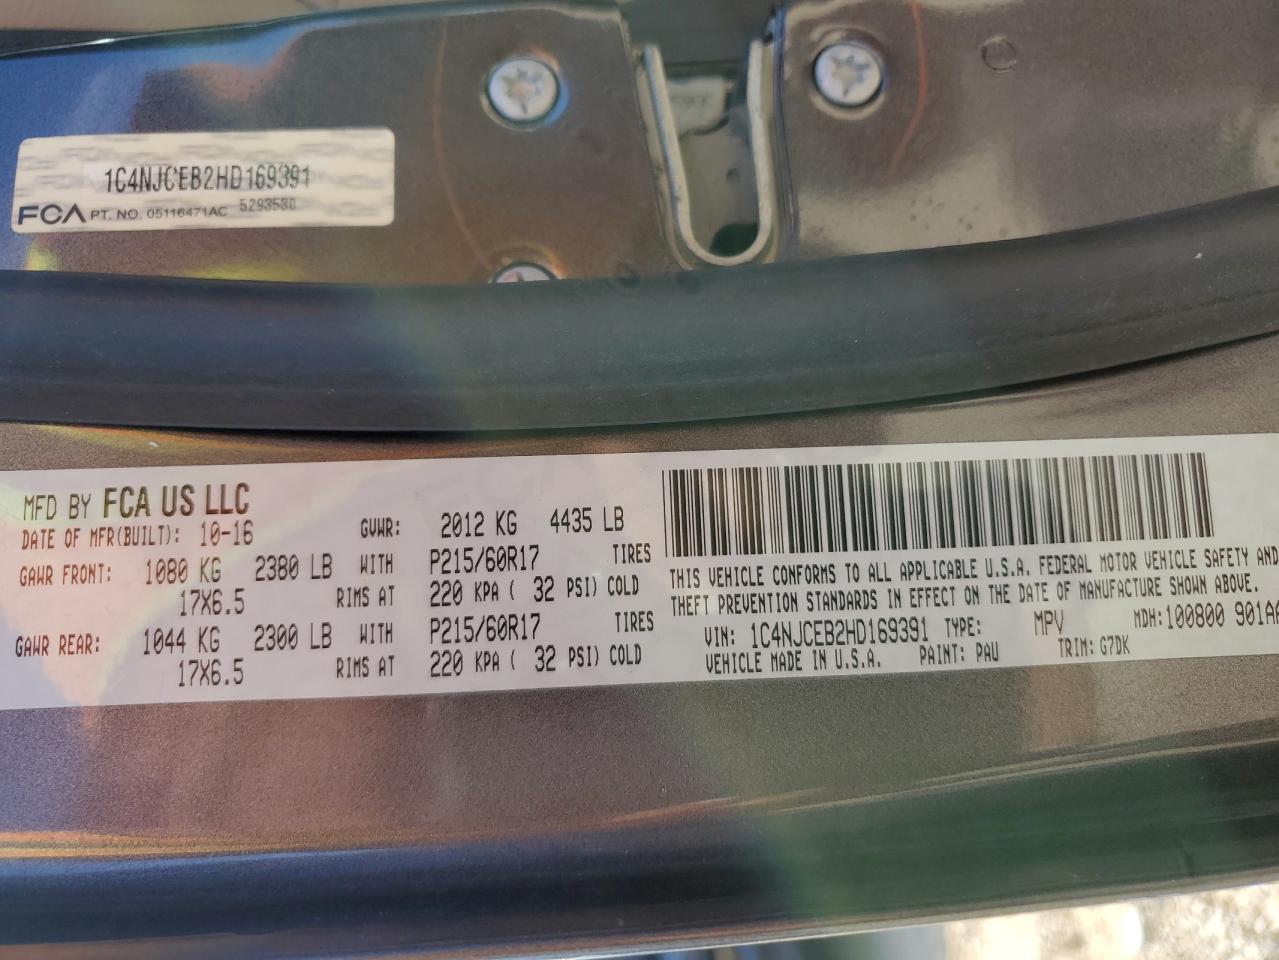 1C4NJCEB2HD169391
FCA PT. NO. 05116471AC 5293530
MFD BY FCA US LLC
DATE OF MFR(BUILT): 10-16 GVWR: 2012 KG 4435 LB
GAWR FRONT: 1080 KG 2380 LB WITH P215/60R17 TIRES
17X6.5 RIMS AT 220 KPA ( 32 PSI) COLD
GAWR REAR: 1044 KG 2300 LB WITH P215/60R17 TIRES
17X6.5 RIMS AT 220 KPA ( 32 PSI) COLD
THIS VEHICLE CONFORMS TO ALL APPLICABLE U.S.A. FEDERAL MOTOR VEHICLE SAFETY AND
THEFT PREVENTION STANDARDS IN EFFECT ON THE DATE OF MANUFACTURE SHOWN ABOVE.
VIN: 1C4NJCEB2HD169391 TYPE: MPV MDH: 100800 901AA
VEHICLE MADE IN U.S.A. PAINT: PAU TRIM: G7DK